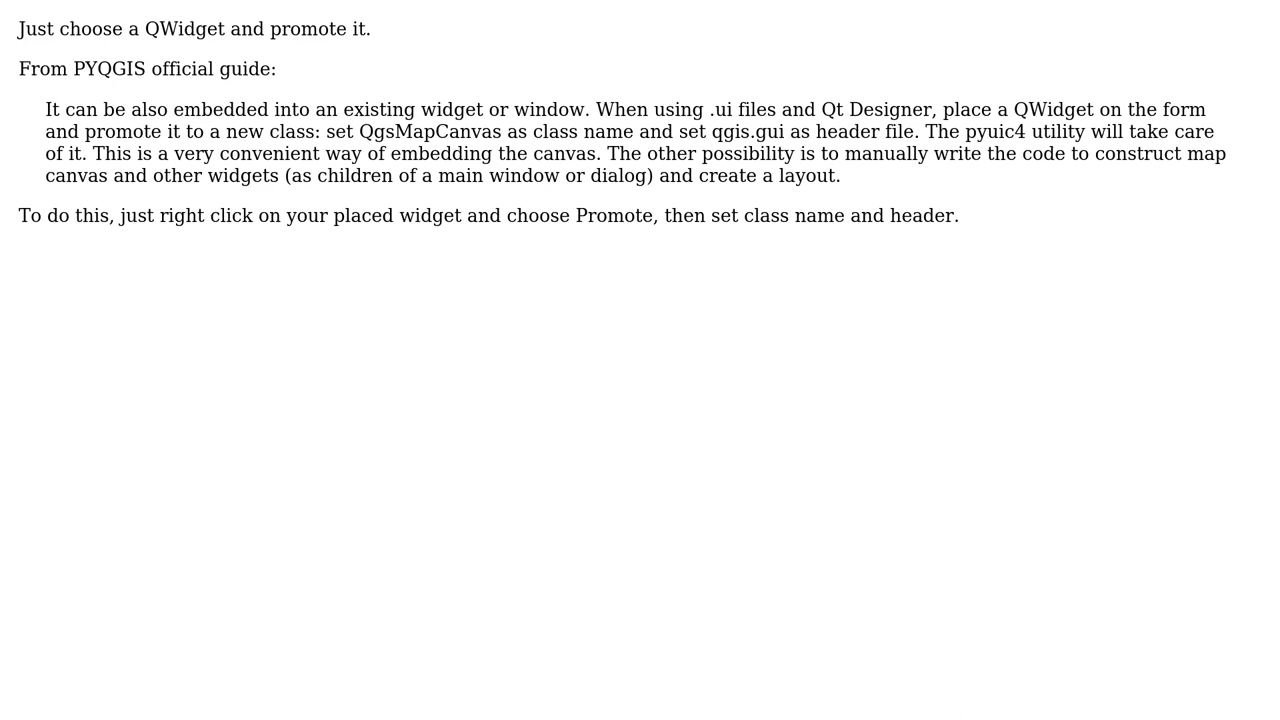 Just choose a QWidget and promote it.
From PYQGIS official guide:
It can be also embedded into an existing widget or window. When using .ui files and Qt Designer, place a QWidget on the form
and promote it to a new class: set QgsMapCanvas as class name and set qgis.gui as header file. The pyuic4 utility will take care
of it. This is a very convenient way of embedding the canvas. The other possibility is to manually write the code to construct map
canvas and other widgets (as children of a main window or dialog) and create a layout.
To do this, just right click on your placed widget and choose Promote, then set class name and header.